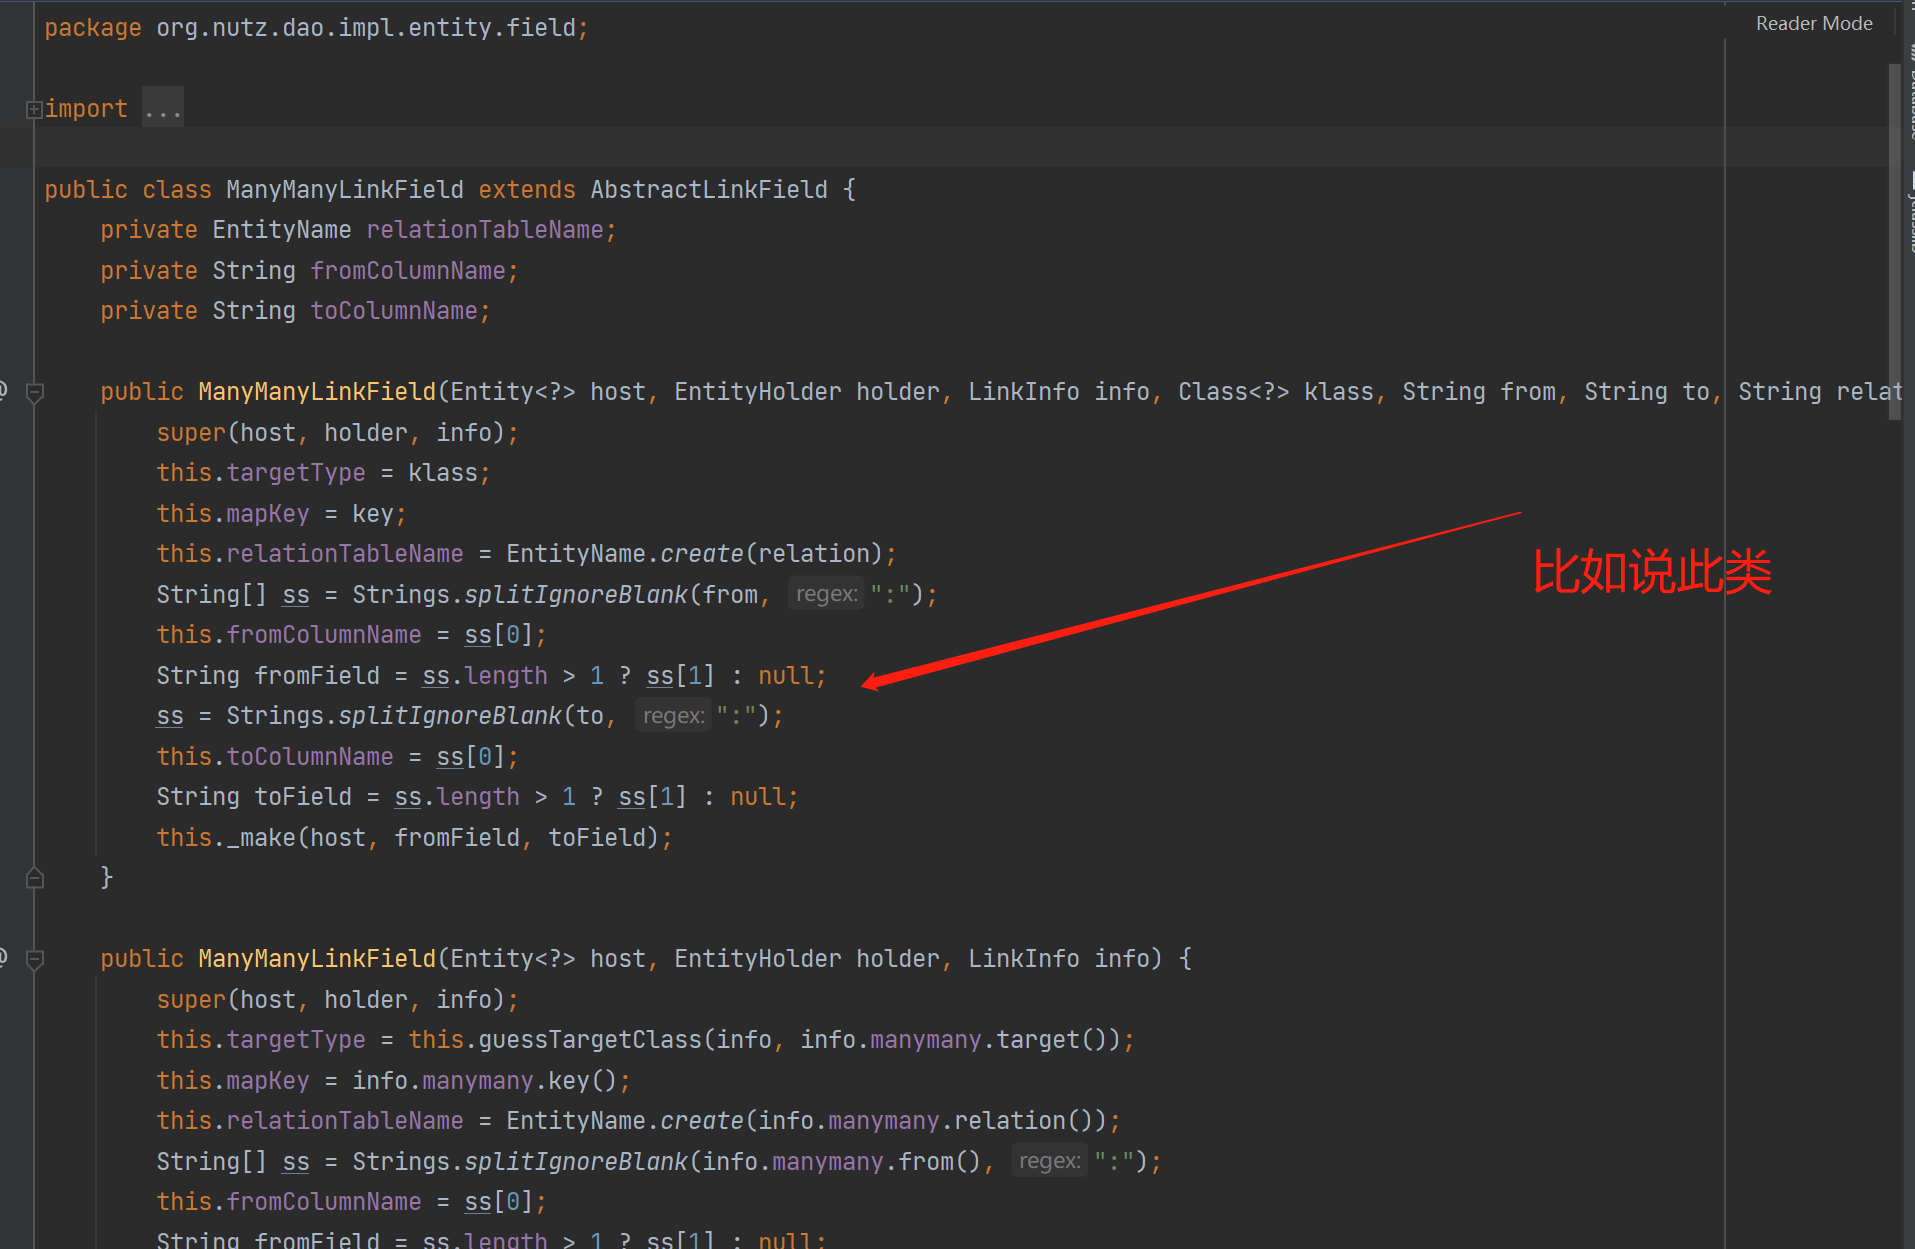 package org.nutz.dao.impl.entity.field;
Reader Mode
import ...
public class ManyManyLinkField extends AbstractLinkField {
private EntityName relationTableName;
private String fromColumnName;
private String toColumnName;
public ManyManyLinkField(Entity<?> host, EntityHolder holder, LinkInfo info, Class<?> klass, String from, String to, String relat
super(host, holder, info);
this.targetType = klass;
this.mapKey = key;
this.relationTableName = EntityName.create(relation);
比如说此类
String[] ss = Strings.splitIgnoreBlank(from, regex: ":");
this.fromColumnName = ss[0];
String fromField = ss.length > 1 ? ss[1] : null;
ss = Strings.splitIgnoreBlank(to, regex: ":");
this.toColumnName = ss[0];
String toField = ss.length > 1 ? ss[1] : null;
this._make(host, fromField, toField);
}
public ManyManyLinkField(Entity<?> host, EntityHolder holder, LinkInfo info) {
super(host, holder, info);
this.targetType = this.guessTargetClass(info, info.manymany.target());
this.mapKey = info.manymany.key();
this.relationTableName = EntityName.create(info.manymany.relation());
String[] ss = Strings.splitIgnoreBlank(info.manymany.from(), regex: ":");
this.fromColumnName = ss[0];
String fromField = ss.length > 1 ? ss[1] : null;